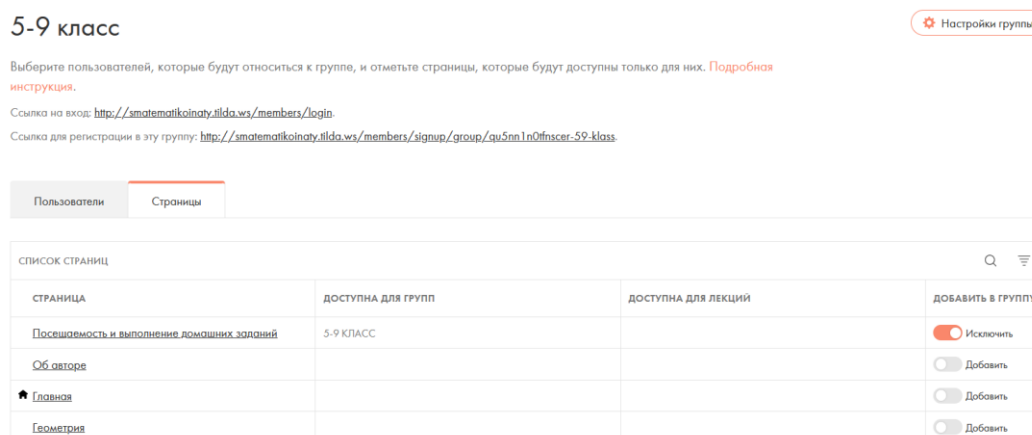 5-9 класс
Настройки группы
Выберите пользователей, которые будут относиться к группе, и отметьте страницы, которые будут доступны только для них. Подробная
инструкция.
Ссылка на вход: http://smatematikoinaty.tilda.ws/members/login.
Ссылка для регистрации в эту группу: http://smatematikoinaty.tilda.ws/members/signup/group/qu5nn1n0tfnscer-59-klass.
Пользователи Страницы
СПИСОК СТРАНИЦ
СТРАНИЦА ДОСТУПНА ДЛЯ ГРУПП ДОСТУПНА ДЛЯ ЛЕКЦИЙ ДОБАВИТЬ В ГРУППУ
Посещаемость и выполнение домашних заданий 5-9 КЛАСС Исключить
Об авторе Добавить
Главная Добавить
Геометрия Добавить